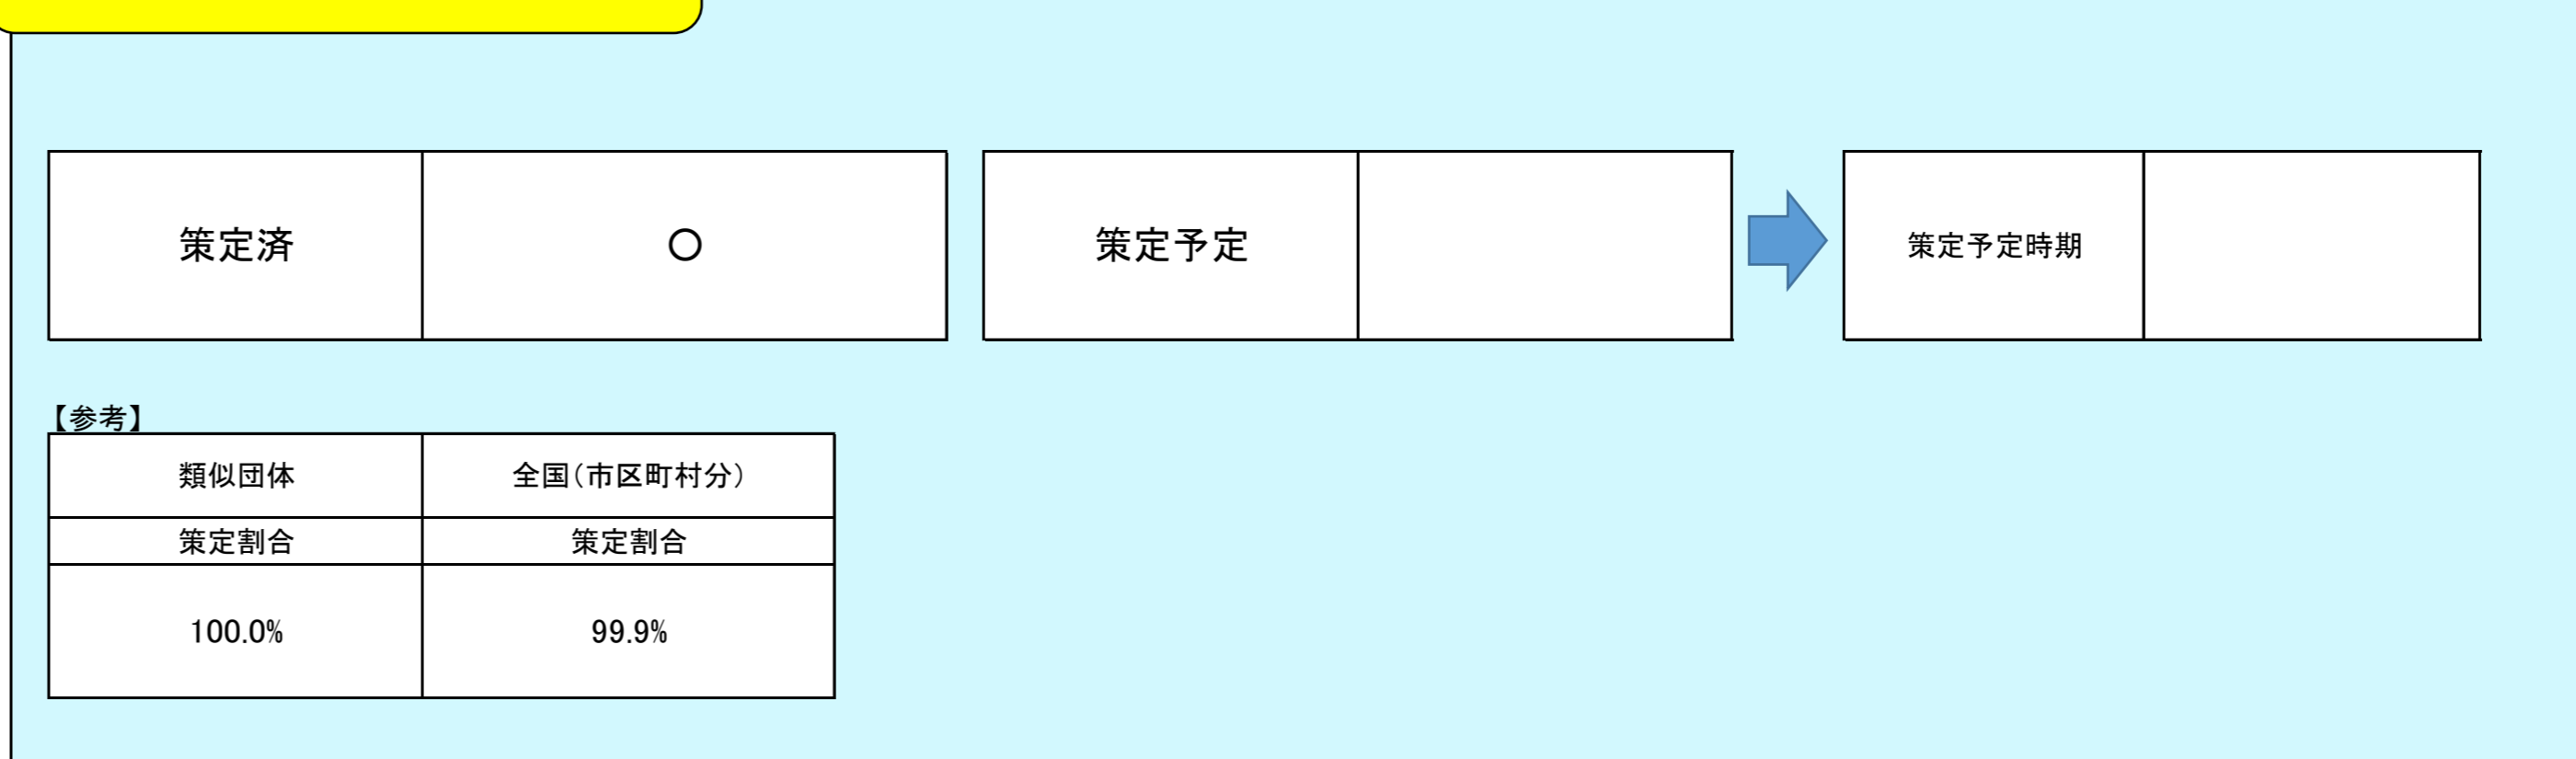 策定済 ○ 策定予定 策定予定時期
【参考】
類似団体 全国(市区町村分)
策定割合 策定割合
100.0% 99.9%